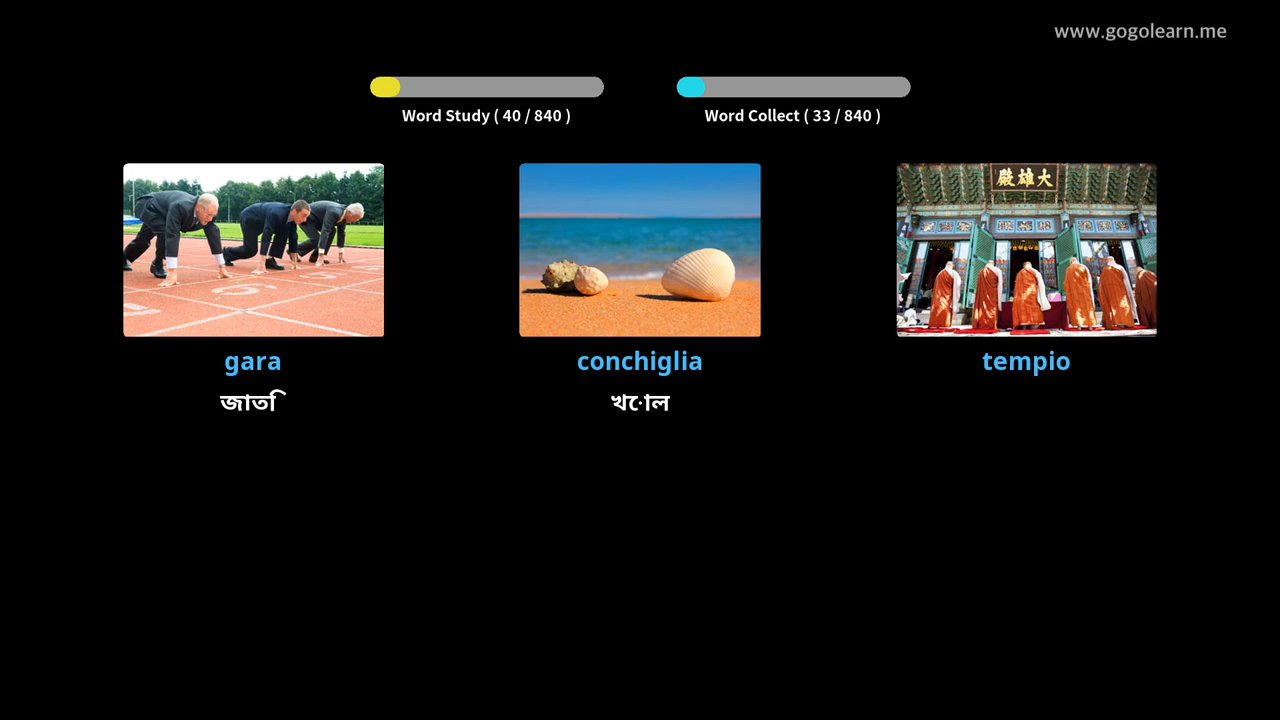 www.gogolearn.me
Word Study ( 40 / 840 )
Word Collect ( 33 / 840 )
殿雄大
gara
conchiglia
tempio
জাতি
খোল